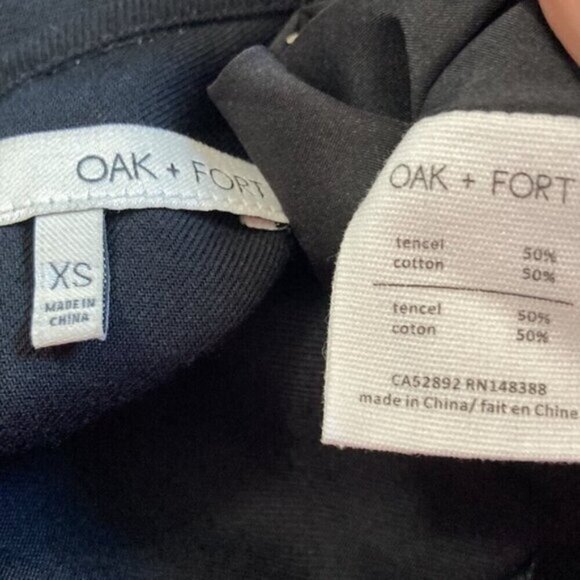 OAK + FORT
XS
MADE IN
CHINA
OAK + FORT
tencel 50%
cotton 50%
tencel 50%
coton 50%
CA52892 RN148388
made in China/ fait en Chine